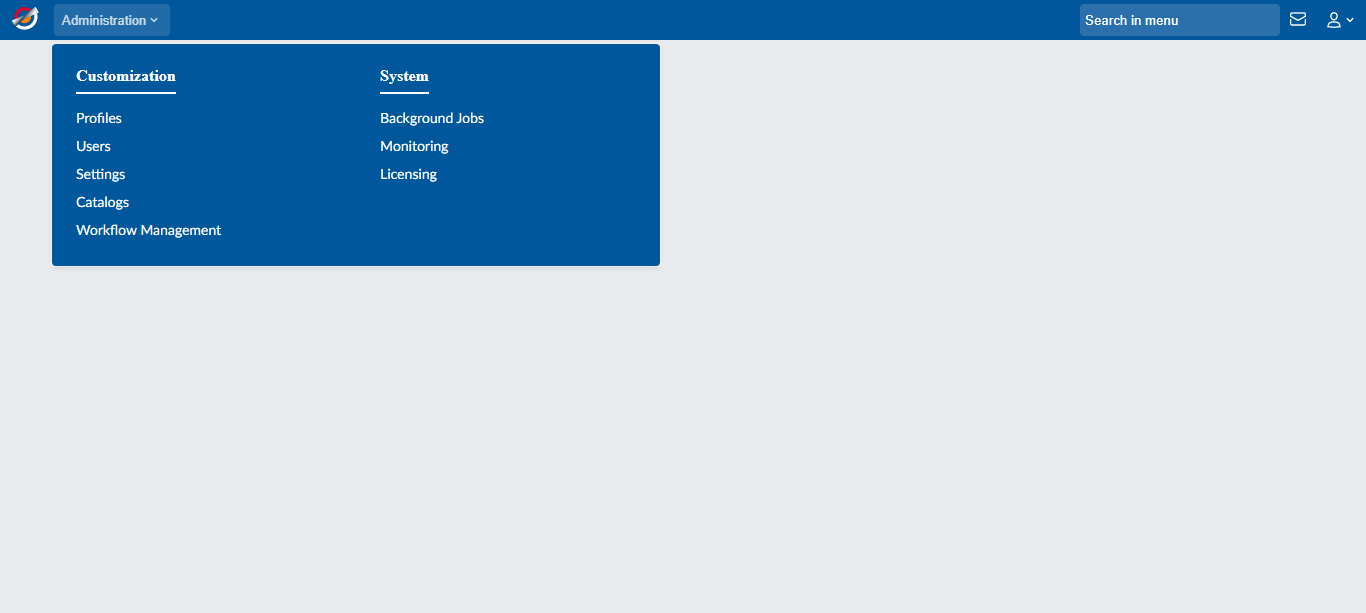 Administration
Search in menu
Customization
Profiles
Users
Settings
Catalogs
Workflow Management
System
Background Jobs
Monitoring
Licensing